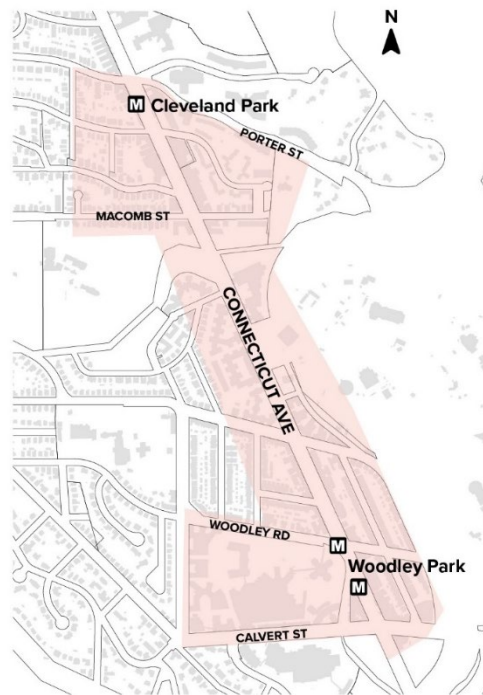 N
M Cleveland Park
PORTER ST
MACOMB ST
CONNECTICUT AVE
WOODLEY RD
M
Woodley Park
M
CALVERT ST